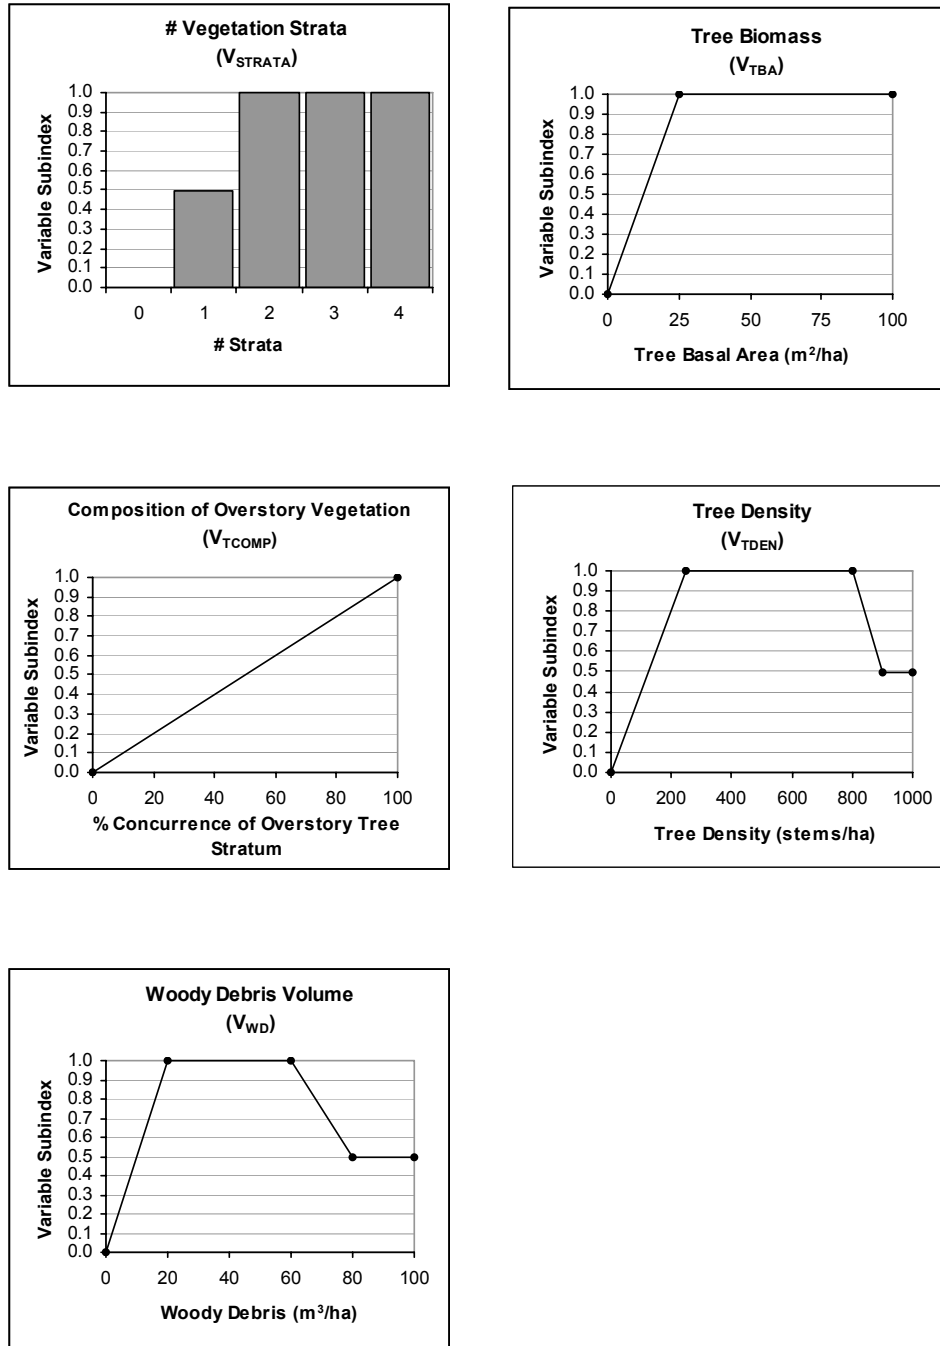 # Vegetation Strata
(V_STRATA)
Variable Subindex
1.0
0.9
0.8
0.7
0.6
0.5
0.4
0.3
0.2
0.1
0.0
0 1 2 3 4
# Strata
Tree Biomass
(V_TBA)
Variable Subindex
1.0
0.9
0.8
0.7
0.6
0.5
0.4
0.3
0.2
0.1
0.0
0 25 50 75 100
Tree Basal Area (m²/ha)
Composition of Overstory Vegetation
(V_TCOMP)
Variable Subindex
1.0
0.9
0.8
0.7
0.6
0.5
0.4
0.3
0.2
0.1
0.0
0 20 40 60 80 100
% Concurrence of Overstory Tree
Stratum
Tree Density
(V_TDEN)
Variable Subindex
1.0
0.9
0.8
0.7
0.6
0.5
0.4
0.3
0.2
0.1
0.0
0 200 400 600 800 1000
Tree Density (stems/ha)
Woody Debris Volume
(V_WD)
Variable Subindex
1.0
0.9
0.8
0.7
0.6
0.5
0.4
0.3
0.2
0.1
0.0
0 20 40 60 80 100
Woody Debris (m³/ha)